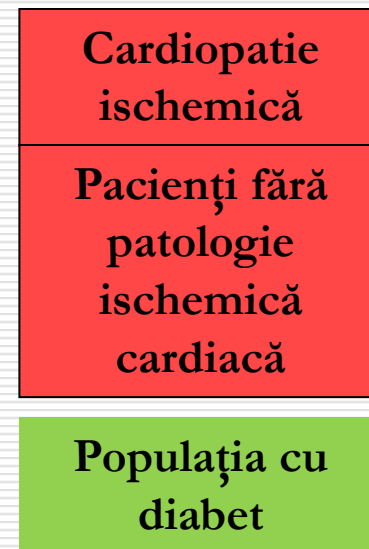 Cardiopatie
ischemică
Pacienți fără
patologie
ischemică
cardiacă
Populația cu
diabet